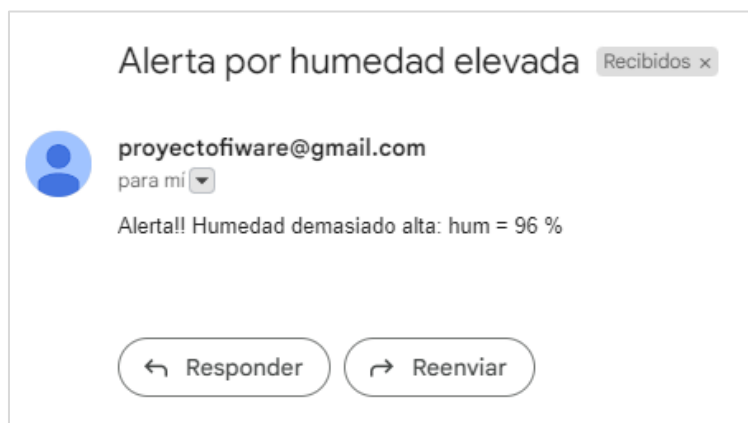 Alerta por humedad elevada Recibidos ×
proyectofiware@gmail.com
para mí
Alerta!! Humedad demasiado alta: hum = 96 %
Responder Reenviar